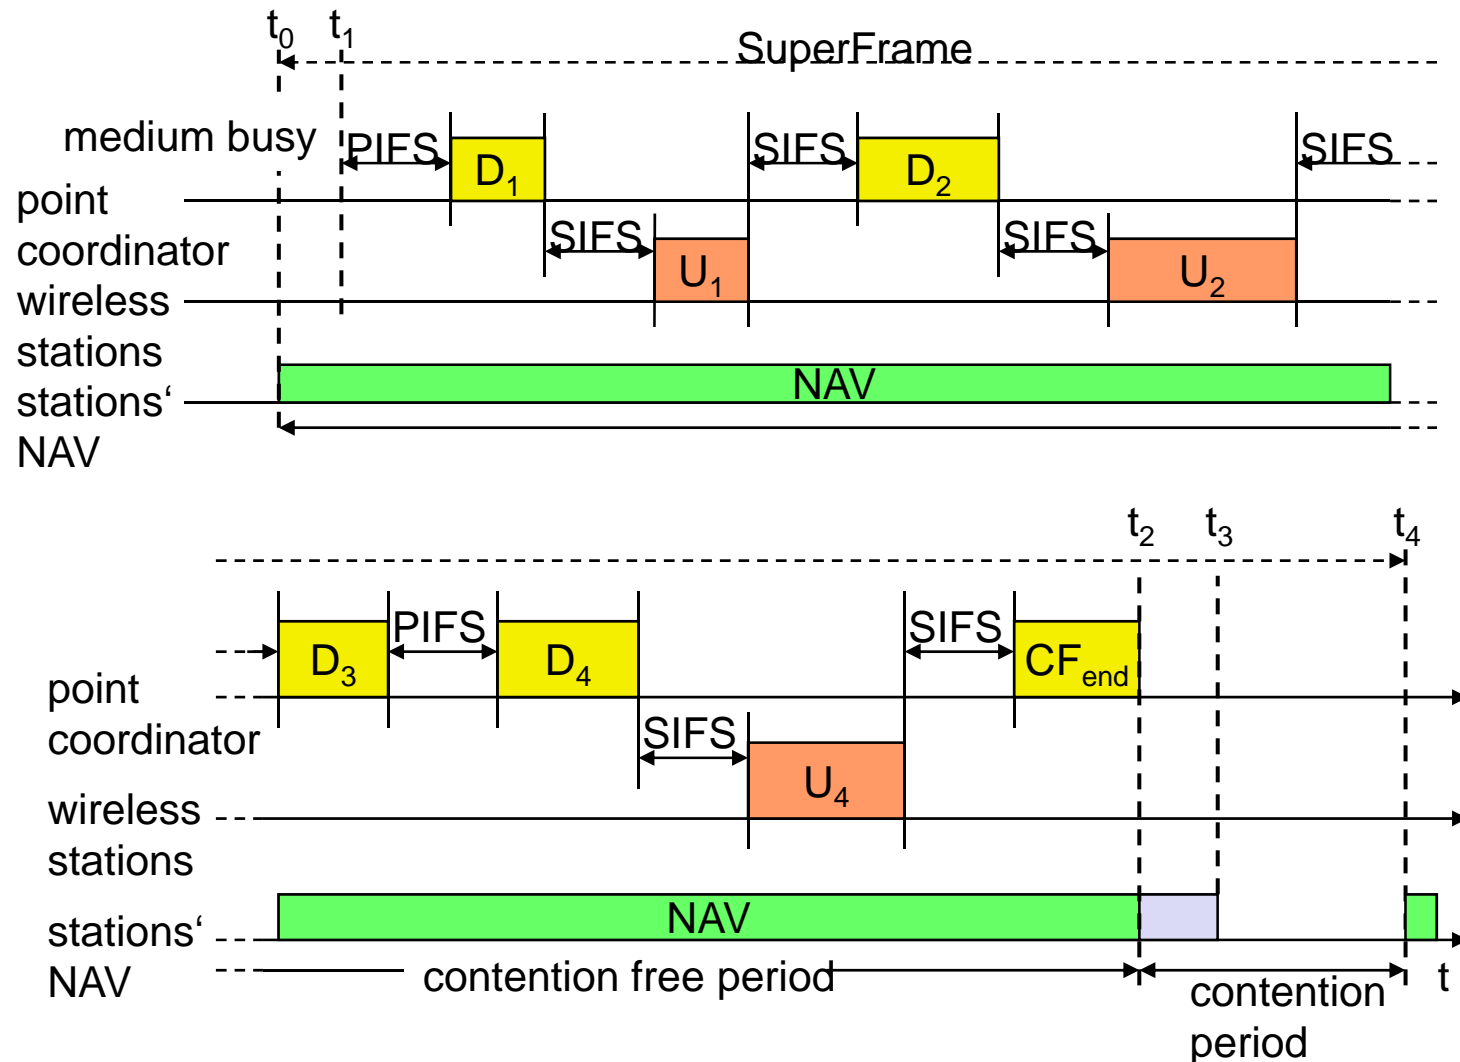 t0 t1
SuperFrame
medium busy
PIFS D1 SIFS D2 SIFS
point
coordinator
SIFS U1 SIFS U2
wireless
stations
stations‘
NAV
NAV
t2 t3 t4
D3 PIFS D4 SIFS CFend
point
coordinator
SIFS U4
wireless
stations
stations‘
NAV
NAV
contention free period
t
contention
period